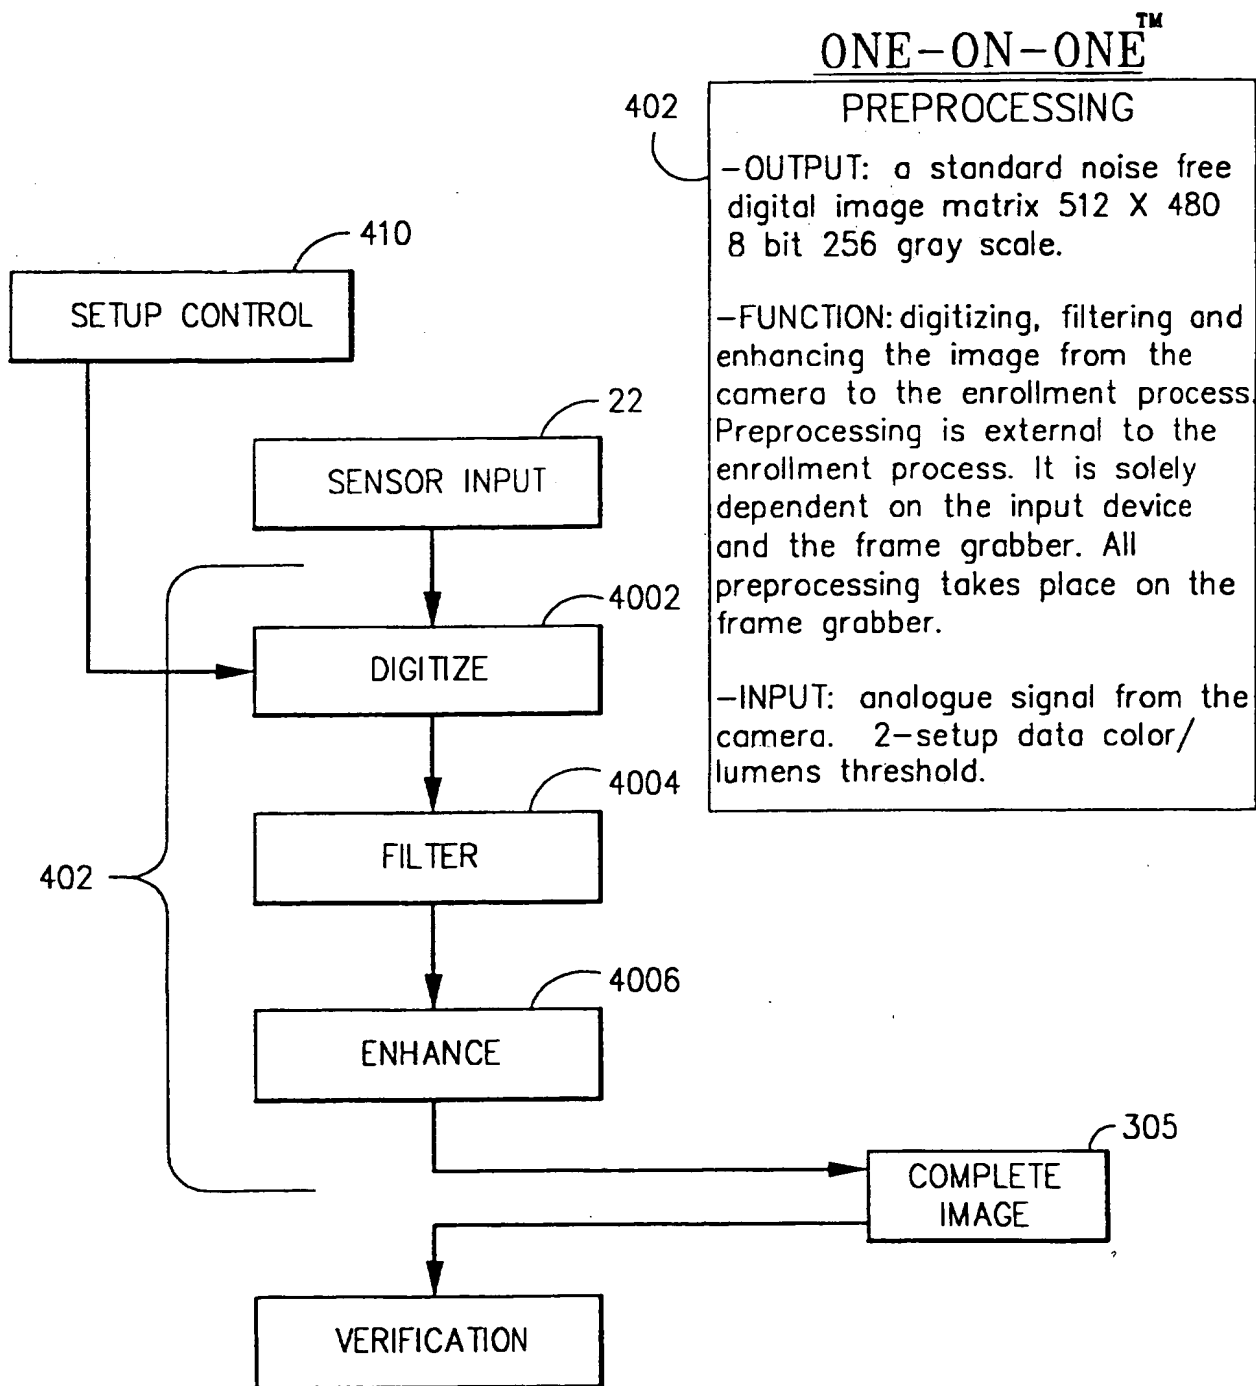 ONE-ON-ONE™
402
PREPROCESSING
-OUTPUT: a standard noise free
digital image matrix 512 X 480
8 bit 256 gray scale.
-FUNCTION: digitizing, filtering and
enhancing the image from the
camera to the enrollment process.
Preprocessing is external to the
enrollment process. It is solely
dependent on the input device
and the frame grabber. All
preprocessing takes place on the
frame grabber.
-INPUT: analogue signal from the
camera. 2-setup data color/
lumens threshold.
410
SETUP CONTROL
22
SENSOR INPUT
4002
DIGITIZE
4004
FILTER
402
4006
ENHANCE
305
COMPLETE
IMAGE
VERIFICATION